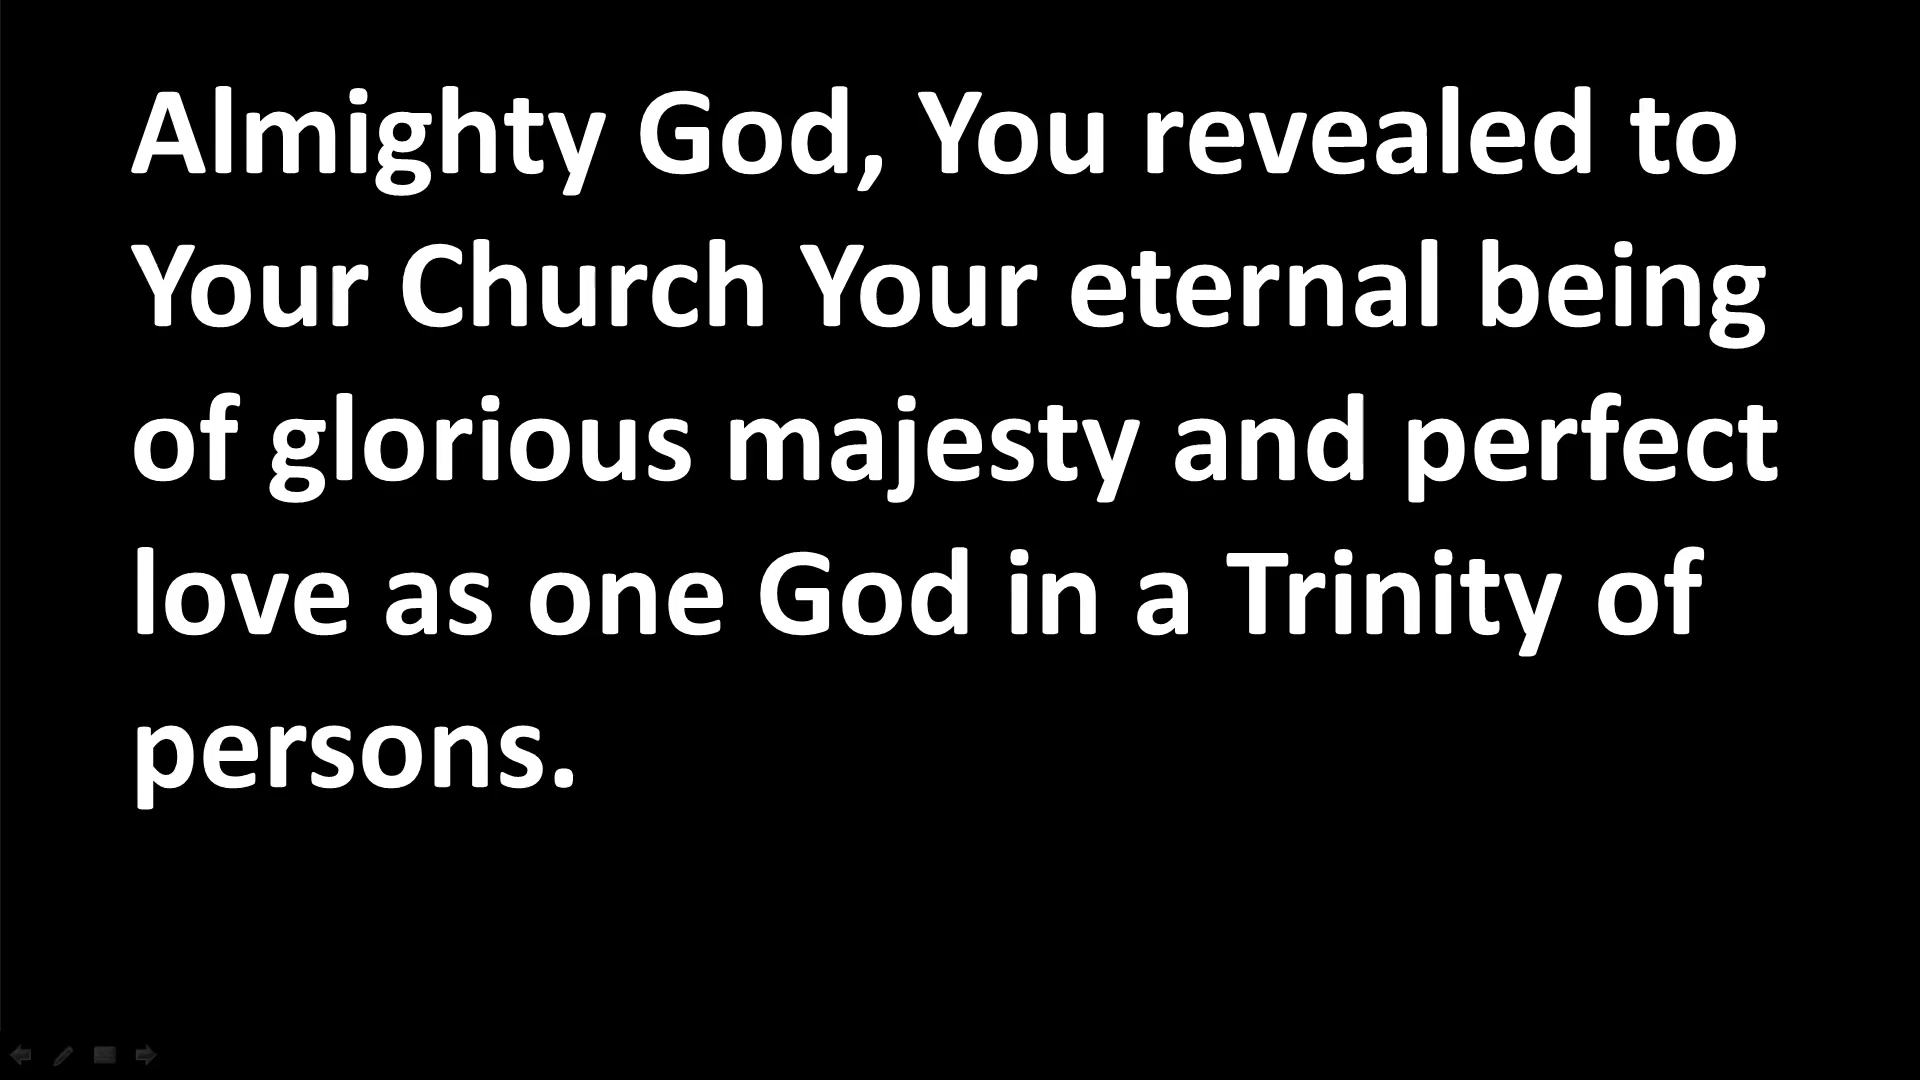 Almighty God, You revealed to
Your Church Your eternal being
of glorious majesty and perfect
love as one God in a Trinity of
persons.